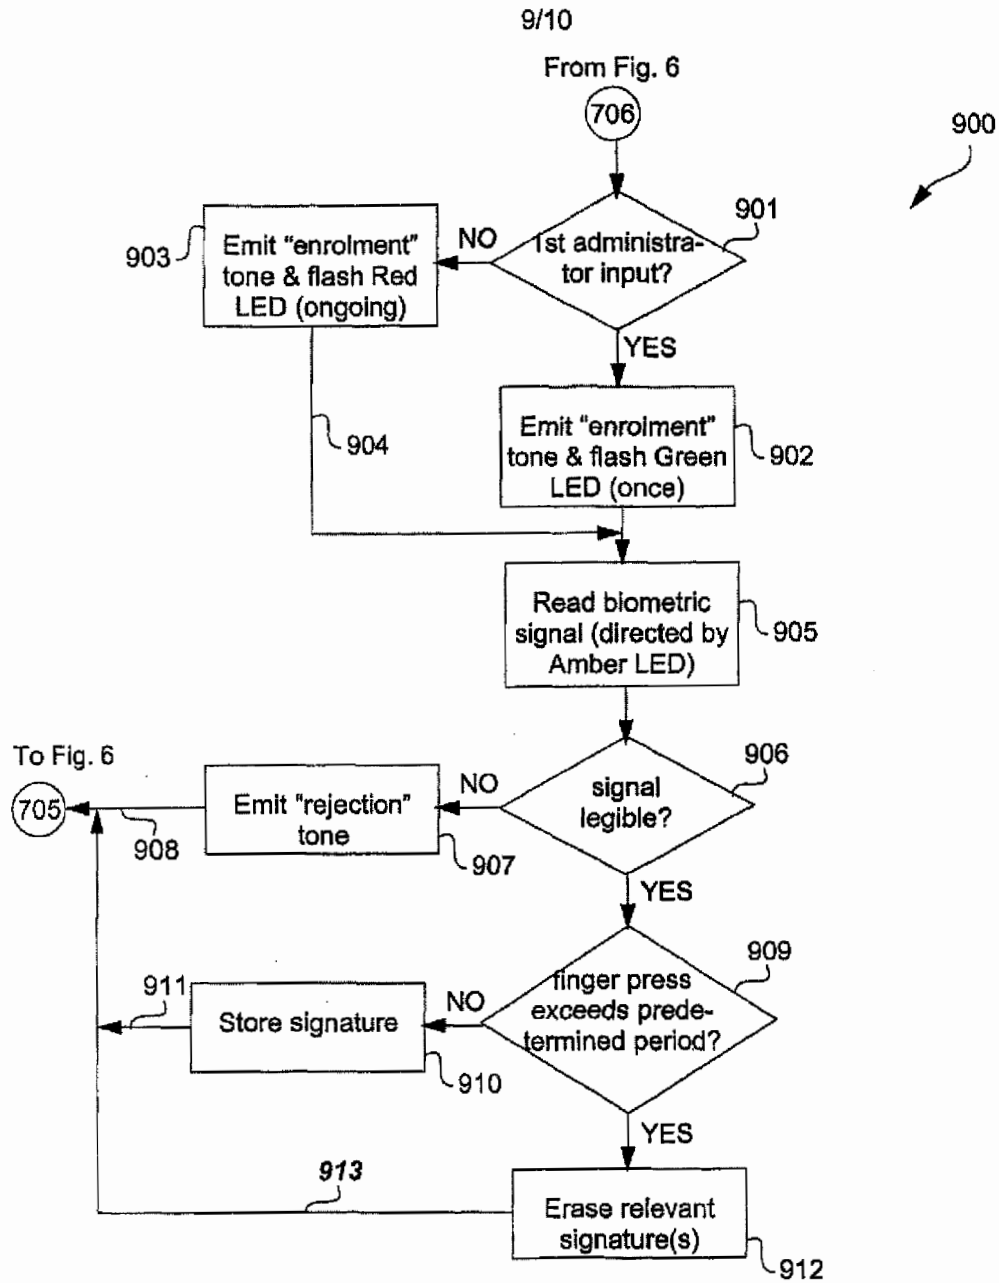 9/10
From Fig. 6
706
900
901
1st administra-
tor input?
NO
YES
903
Emit "enrolment"
tone & flash Red
LED (ongoing)
904
Emit "enrolment"
tone & flash Green
LED (once)
902
Read biometric
signal (directed by
Amber LED)
905
To Fig. 6
705
908
Emit "rejection"
tone
907
NO
signal
legible?
906
YES
911
Store signature
910
NO
finger press
exceeds prede-
termined period?
909
YES
913
Erase relevant
signature(s)
912